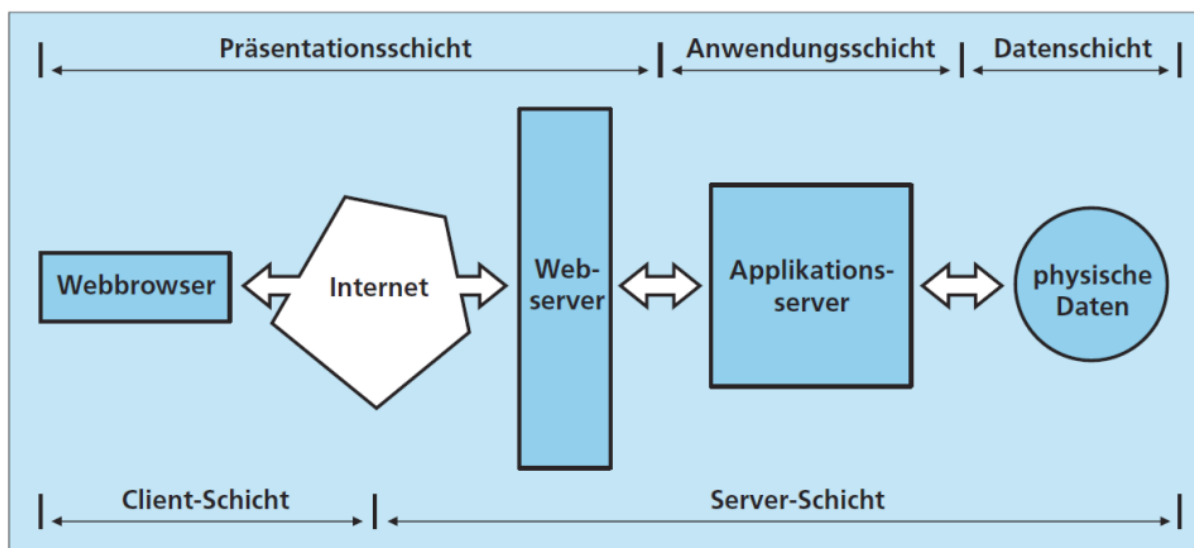 Präsentationsschicht
Anwendungsschicht
Datenschicht
Webbrowser
Internet
Web-
server
Applikations-
server
physische
Daten
Client-Schicht
Server-Schicht